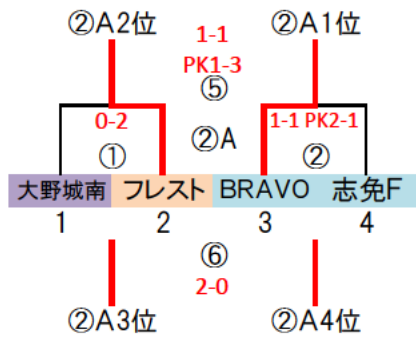 ②A2位 1-1 ②A1位
PK1-3
⑤
0-2 ②A 1-1 PK2-1
① ②
大野城南 フレスト BRAVO 志免F
1 2 3 4
⑥
2-0
②A3位 ②A4位